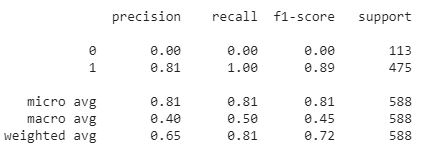 precision recall f1-score support
0 0.00 0.00 0.00 113
1 0.81 1.00 0.89 475
micro avg 0.81 0.81 0.81 588
macro avg 0.40 0.50 0.45 588
weighted avg 0.65 0.81 0.72 588